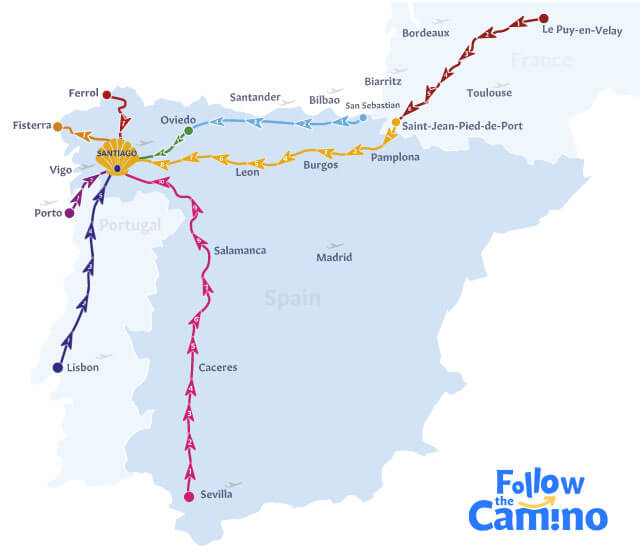 Bordeaux
Le Puy-en-Velay
France
Biarritz
Toulouse
Ferrol
Santander
Bilbao
San Sebastian
Fisterra
Oviedo
Saint-Jean-Pied-de-Port
SANTIAGO
Pamplona
Burgos
Leon
Vigo
Porto
Portugal
Salamanca
Madrid
Spain
Lisbon
Caceres
Sevilla
Follow
the
Camino